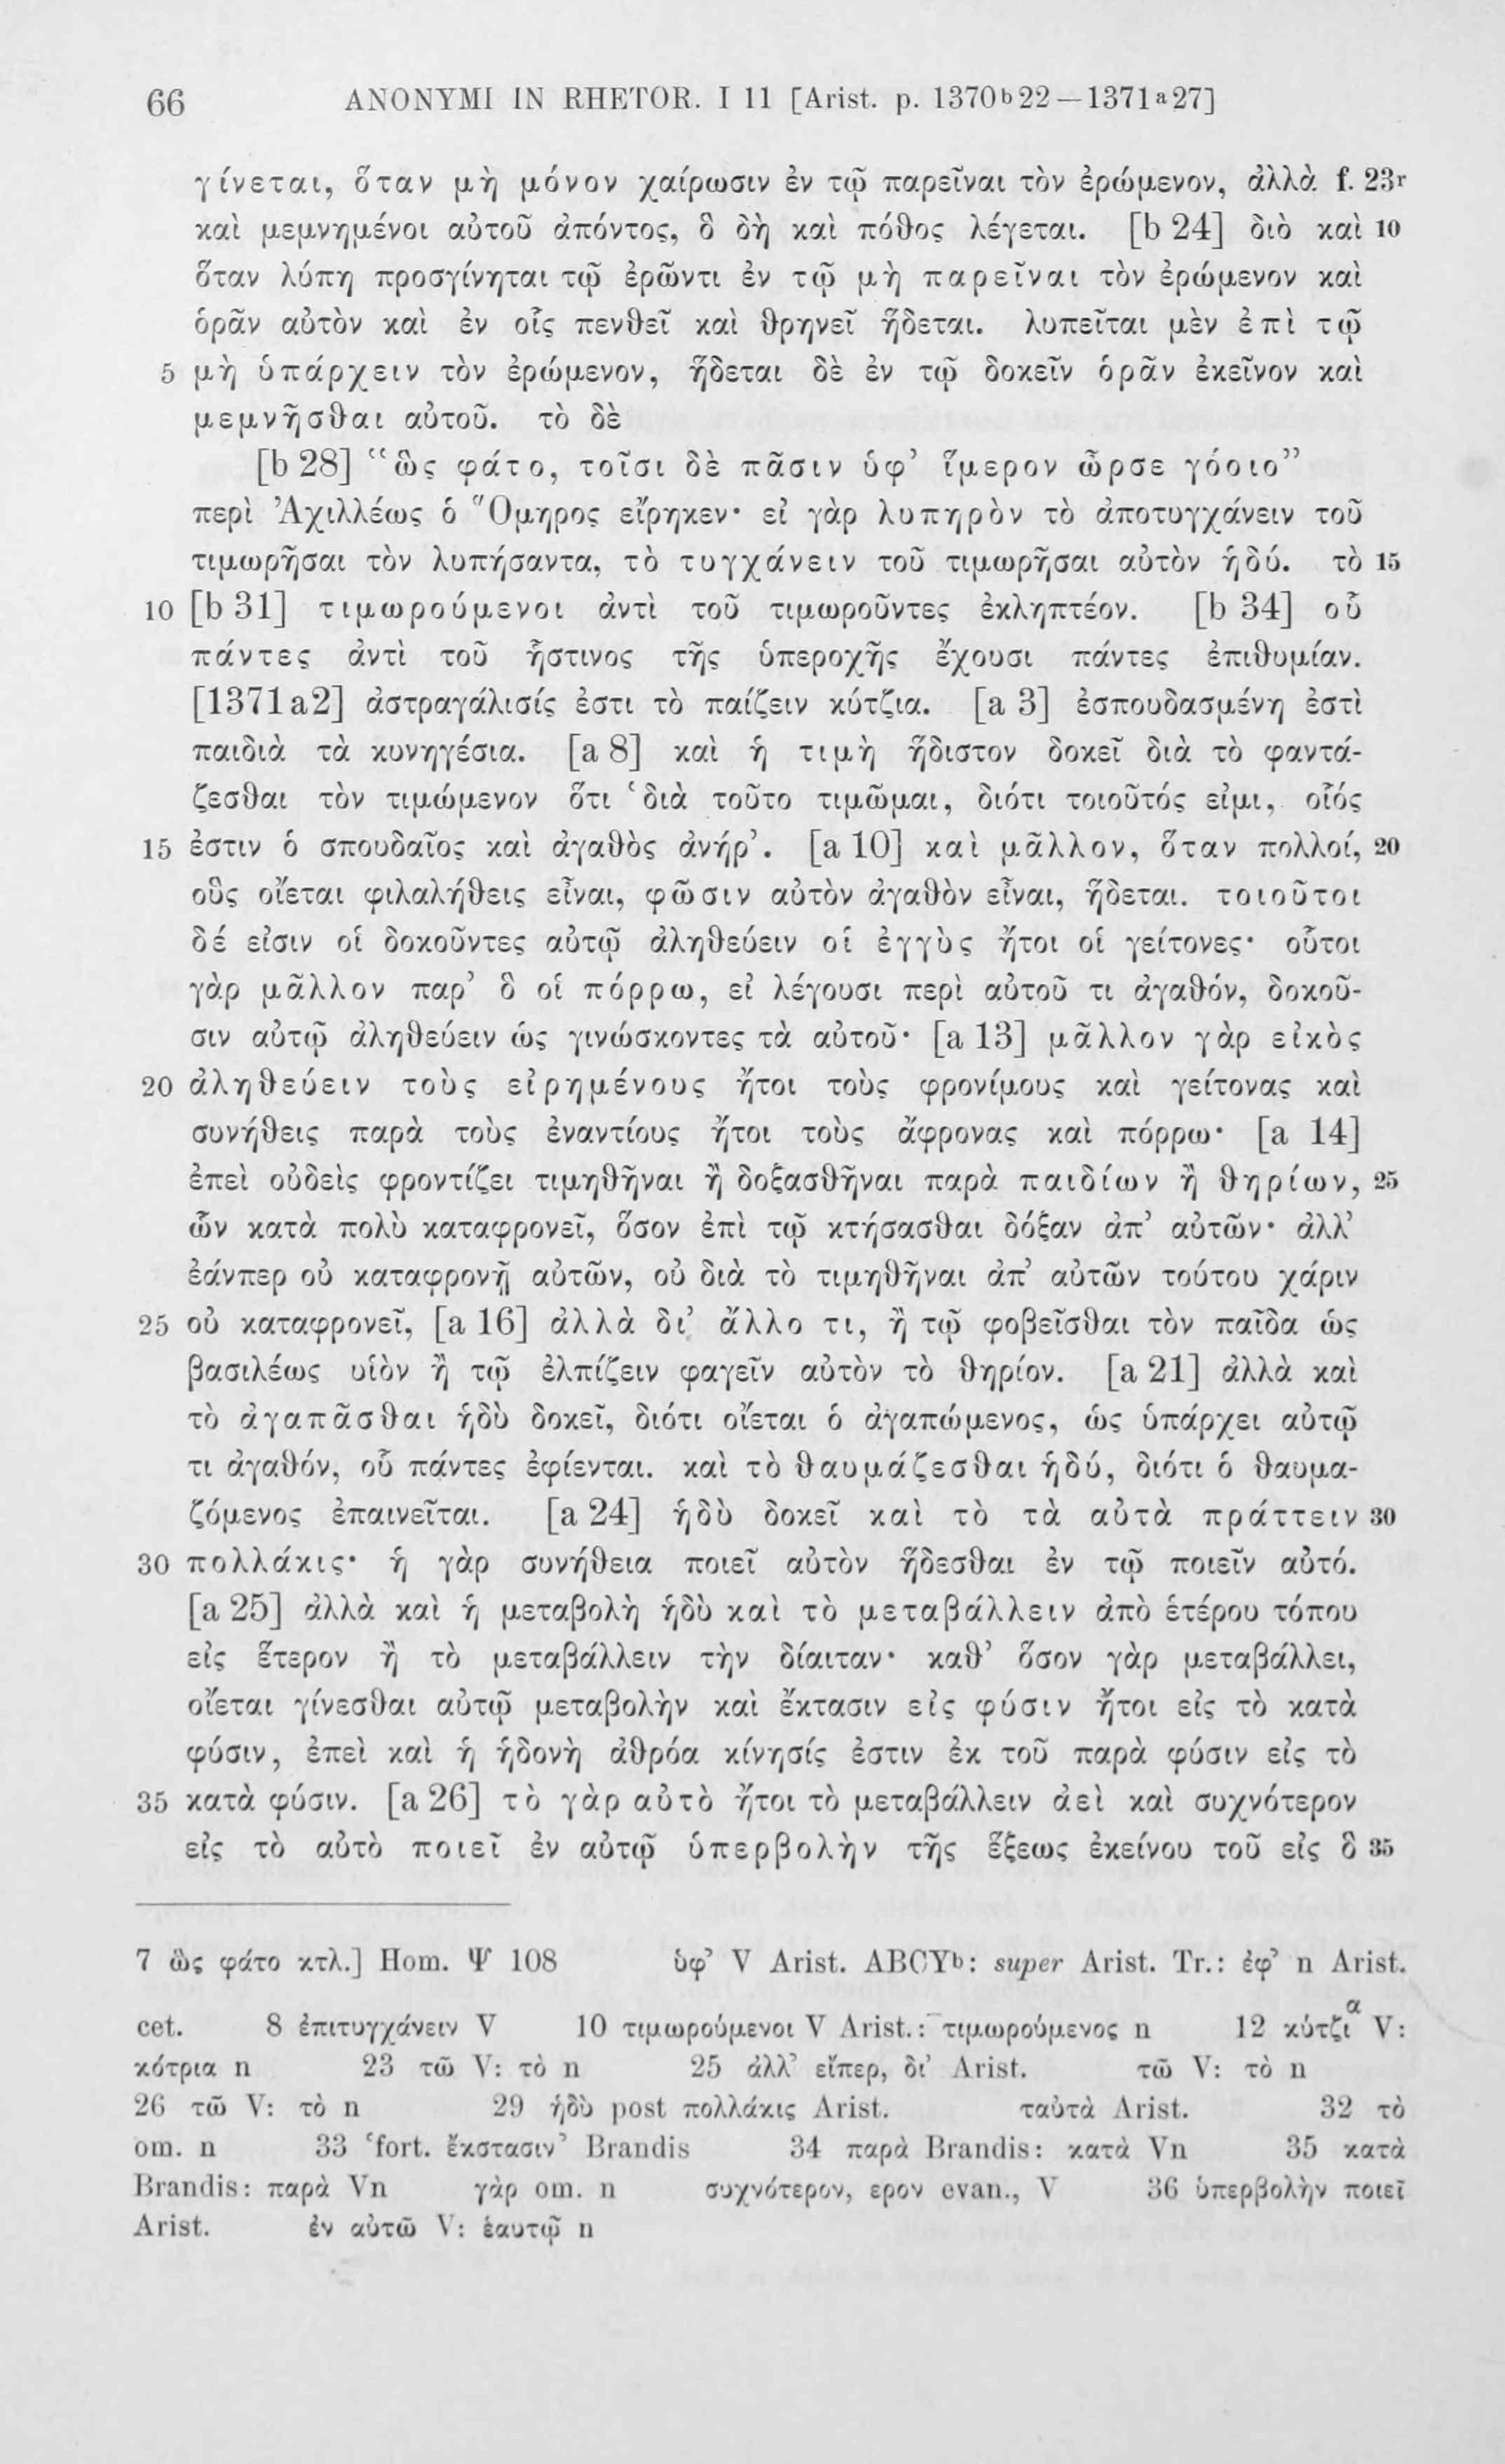 66 ANONYMI IN RHETOR. I 11 [Arist. p. 1370ᵇ22—1371ᵃ27]
γίνεται, ὅταν μὴ μόνον χαίρωσιν ἐν τῷ παρεῖναι τὸν ἐρώμενον, ἀλλὰ f. 23ʳ
καὶ μεμνημένοι αὐτοῦ ἀπόντος, ὃ δὴ καὶ πόθος λέγεται. [b 24] διὸ καὶ 10
ὅταν λύπη προσγίνηται τῷ ἐρῶντι ἐν τῷ μὴ παρεῖναι τὸν ἐρώμενον καὶ
ὁρᾶν αὐτὸν καὶ ἐν οἷς πενθεῖ καὶ θρηνεῖ ἥδεται. λυπεῖται μὲν ἐπὶ τῷ
5 μὴ ὑπάρχειν τὸν ἐρώμενον, ἥδεται δὲ ἐν τῷ δοκεῖν ὁρᾶν ἐκεῖνον καὶ
μεμνῆσθαι αὐτοῦ. τὸ δὲ
[b 28] “ὣς φάτο, τοῖσι δὲ πᾶσιν ὑφ’ ἵμερον ὦρσε γόοιο”
περὶ Ἀχιλλέως ὁ Ὅμηρος εἴρηκεν· εἰ γὰρ λυπηρὸν τὸ ἀποτυγχάνειν τοῦ
τιμωρῆσαι τὸν λυπήσαντα, τὸ τυγχάνειν τοῦ τιμωρῆσαι αὐτὸν ἡδύ. τὸ 15
10 [b 31] τιμωρούμενοι ἀντὶ τοῦ τιμωροῦντες ἐκληπτέον. [b 34] οὗ
πάντες ἀντὶ τοῦ ἧστινος τῆς ὑπεροχῆς ἔχουσι πάντες ἐπιθυμίαν.
[1371a2] ἀστραγάλισίς ἐστι τὸ παίζειν κύτζια. [a 3] ἐσπουδασμένη ἐστὶ
παιδιὰ τὰ κυνηγέσια. [a 8] καὶ ἡ τιμὴ ἥδιστον δοκεῖ διὰ τὸ φαντά-
ζεσθαι τὸν τιμώμενον ὅτι ‘διὰ τοῦτο τιμῶμαι, διότι τοιοῦτός εἰμι, οἷός
15 ἐστιν ὁ σπουδαῖος καὶ ἀγαθὸς ἀνήρ’. [a 10] καὶ μᾶλλον, ὅταν πολλοί, 20
οὓς οἴεται φιλαλήθεις εἶναι, φῶσιν αὐτὸν ἀγαθὸν εἶναι, ἥδεται. τοιοῦτοι
δέ εἰσιν οἱ δοκοῦντες αὐτῷ ἀληθεύειν οἱ ἐγγὺς ἤτοι οἱ γείτονες· οὗτοι
γὰρ μᾶλλον παρ’ ὃ οἱ πόρρω, εἰ λέγουσι περὶ αὐτοῦ τι ἀγαθόν, δοκοῦ-
σιν αὐτῷ ἀληθεύειν ὡς γινώσκοντες τὰ αὐτοῦ· [a 13] μᾶλλον γὰρ εἰκὸς
20 ἀληθεύειν τοὺς εἰρημένους ἤτοι τοὺς φρονίμους καὶ γείτονας καὶ
συνήθεις παρὰ τοὺς ἐναντίους ἤτοι τοὺς ἄφρονας καὶ πόρρω· [a 14]
ἐπεὶ οὐδεὶς φροντίζει τιμηθῆναι ἢ δοξασθῆναι παρὰ παιδίων ἢ θηρίων, 25
ὧν κατὰ πολὺ καταφρονεῖ, ὅσον ἐπὶ τῷ κτήσασθαι δόξαν ἀπ’ αὐτῶν· ἀλλ’
ἐάνπερ οὐ καταφρονῇ αὐτῶν, οὐ διὰ τὸ τιμηθῆναι ἀπ’ αὐτῶν τούτου χάριν
25 οὐ καταφρονεῖ, [a 16] ἀλλὰ δι’ ἄλλο τι, ἢ τῷ φοβεῖσθαι τὸν παῖδα ὡς
βασιλέως υἱὸν ἢ τῷ ἐλπίζειν φαγεῖν αὐτὸν τὸ θηρίον. [a 21] ἀλλὰ καὶ
τὸ ἀγαπᾶσθαι ἡδὺ δοκεῖ, διότι οἴεται ὁ ἀγαπώμενος, ὡς ὑπάρχει αὐτῷ
τι ἀγαθόν, οὗ πάντες ἐφίενται. καὶ τὸ θαυμάζεσθαι ἡδύ, διότι ὁ θαυμα-
ζόμενος ἐπαινεῖται. [a 24] ἡδὺ δοκεῖ καὶ τὸ τὰ αὐτὰ πράττειν 30
30 πολλάκις· ἡ γὰρ συνήθεια ποιεῖ αὐτὸν ἥδεσθαι ἐν τῷ ποιεῖν αὐτό.
[a 25] ἀλλὰ καὶ ἡ μεταβολὴ ἡδὺ καὶ τὸ μεταβάλλειν ἀπὸ ἑτέρου τόπου
εἰς ἕτερον ἢ τὸ μεταβάλλειν τὴν δίαιταν· καθ’ ὅσον γὰρ μεταβάλλει,
οἴεται γίνεσθαι αὐτῷ μεταβολὴν καὶ ἔκτασιν εἰς φύσιν ἤτοι εἰς τὸ κατὰ
φύσιν, ἐπεὶ καὶ ἡ ἡδονὴ ἀθρόα κίνησίς ἐστιν ἐκ τοῦ παρὰ φύσιν εἰς τὸ
35 κατὰ φύσιν. [a 26] τὸ γὰρ αὐτὸ ἤτοι τὸ μεταβάλλειν ἀεὶ καὶ συχνότερον
εἰς τὸ αὐτὸ ποιεῖ ἐν αὐτῷ ὑπερβολὴν τῆς ἕξεως ἐκείνου τοῦ εἰς ὃ 35
7 ὣς φάτο κτλ.] Hom. Ψ 108 ὑφ’ V Arist. ABCYᵇ: super Arist. Tr.: ἐφ’ n Arist.
cet. 8 ἐπιτυγχάνειν V 10 τιμωρούμενοι V Arist.: τιμωρούμενος n 12 κύτζιᵅ V:
κότρια n 23 τῶ V: τὸ n 25 ἀλλ’ εἴπερ, δι’ Arist. τῶ V: τὸ n
26 τῶ V: τὸ n 29 ἡδὺ post πολλάκις Arist. ταὐτὰ Arist. 32 τὸ
om. n 33 ‘fort. ἔκστασιν’ Brandis 34 παρὰ Brandis: κατὰ Vn 35 κατὰ
Brandis: παρὰ Vn γὰρ om. n συχνότερον, ερον evan., V 36 ὑπερβολὴν ποιεῖ
Arist. ἐν αὐτῶ V: ἑαυτῷ n